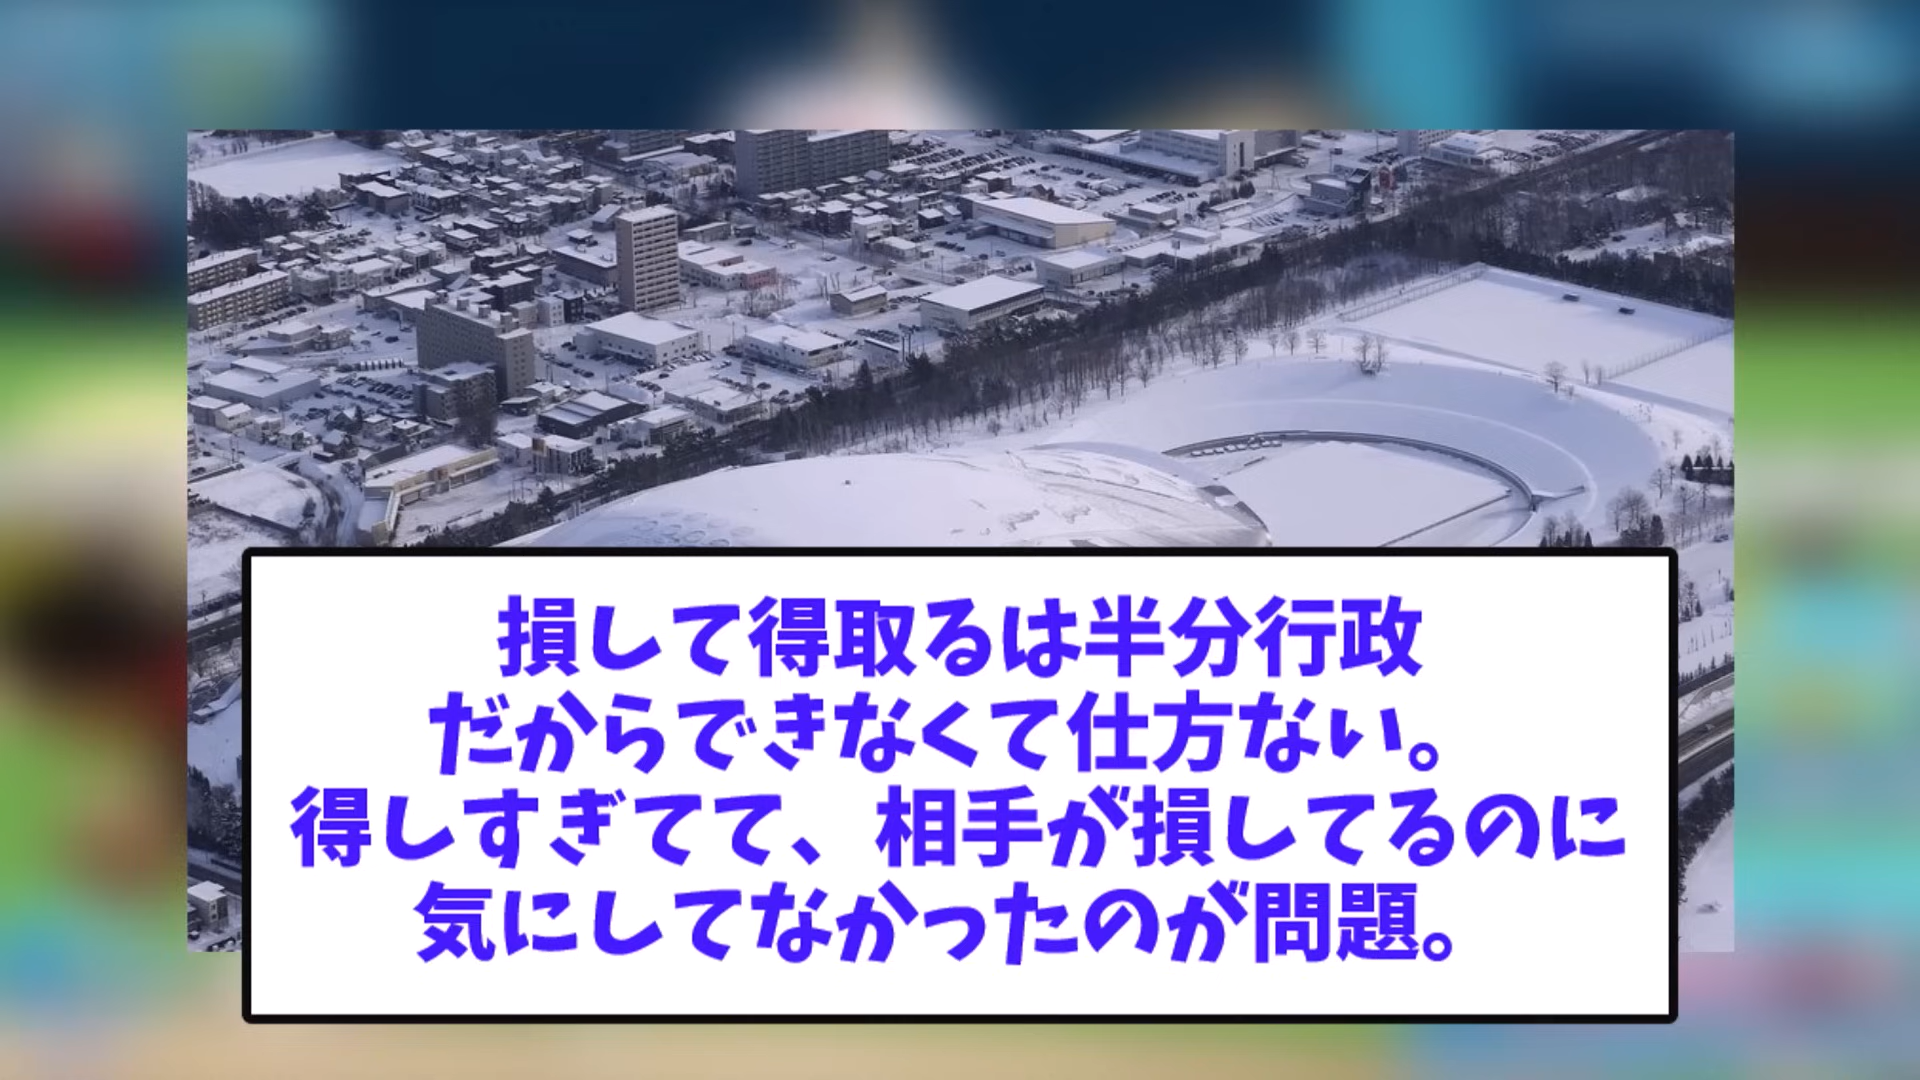 損して得取るは半分行政
だからできなくて仕方ない。
得しすぎてて、相手が損してるのに
気にしてなかったのが問題。